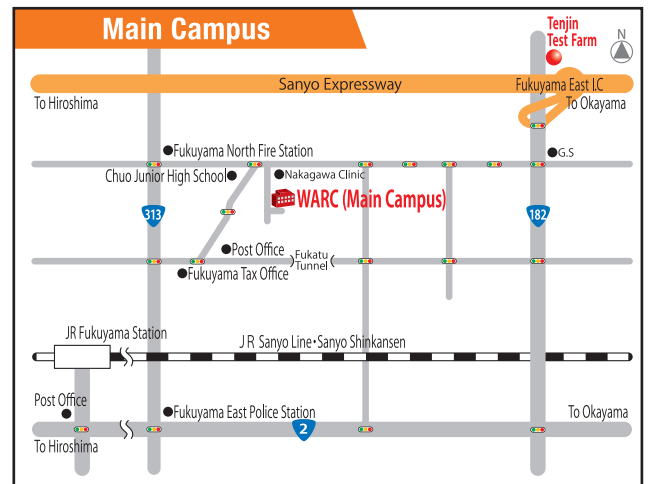 Main Campus
Tenjin
Test Farm
N
Sanyo Expressway
Fukuyama East I.C
To Hiroshima
To Okayama
Fukuyama North Fire Station
G.S
Chuo Junior High School
Nakagawa Clinic
WARC (Main Campus)
313
182
Post Office
Fukatu
Tunnel
Fukuyama Tax Office
JR Fukuyama Station
JR Sanyo Line・Sanyo Shinkansen
Post Office
Fukuyama East Police Station
To Okayama
2
To Hiroshima